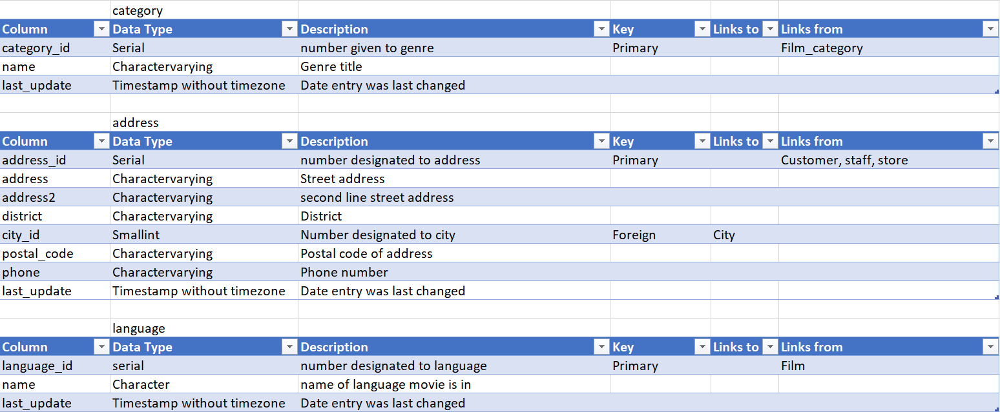 category
Column Data Type Description Key Links to Links from
category_id Serial number given to genre Primary Film_category
name Charactervarying Genre title
last_update Timestamp without timezone Date entry was last changed
address
Column Data Type Description Key Links to Links from
address_id Serial number designated to address Primary Customer, staff, store
address Charactervarying Street address
address2 Charactervarying second line street address
district Charactervarying District
city_id Smallint Number designated to city Foreign City
postal_code Charactervarying Postal code of address
phone Charactervarying Phone number
last_update Timestamp without timezone Date entry was last changed
language
Column Data Type Description Key Links to Links from
language_id serial number designated to language Primary Film
name Character name of language movie is in
last_update Timestamp without timezone Date entry was last changed